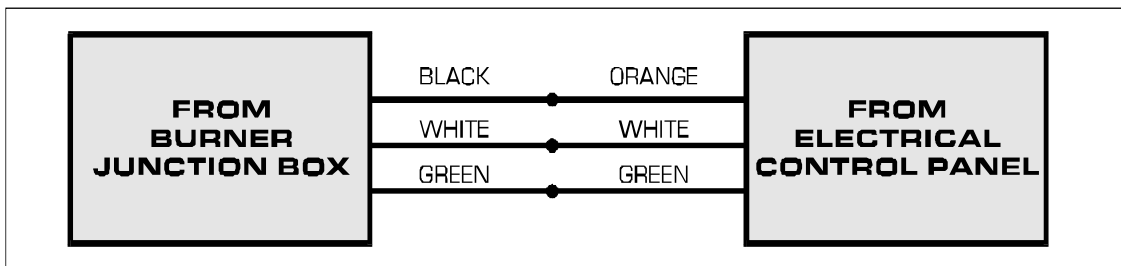 FROM
BURNER
JUNCTION BOX
BLACK
ORANGE
WHITE
WHITE
GREEN
GREEN
FROM
ELECTRICAL
CONTROL PANEL